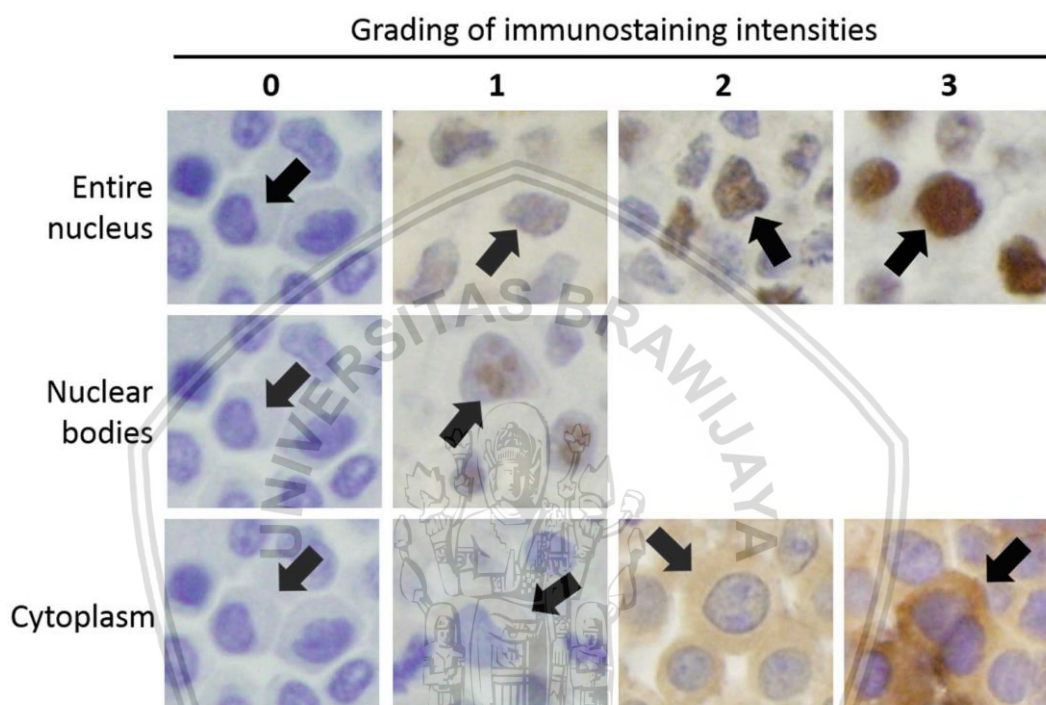 Grading of immunostaining intensities
0 1 2 3
Entire
nucleus
Nuclear
bodies
Cytoplasm
UNIVERSITAS BRAWIJAYA